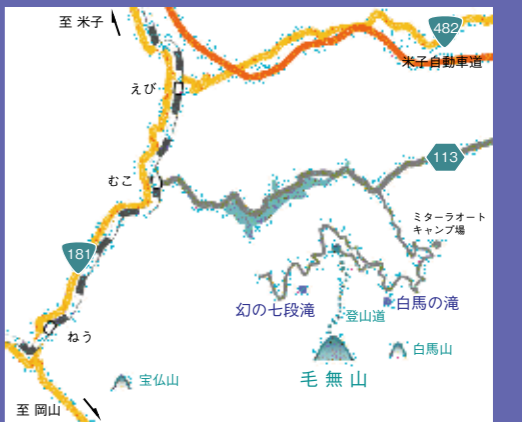 至 米子
482
米子自動車道
えび
113
むこ
ミターラオート
キャンプ場
181
幻の七段滝
白馬の滝
登山道
ねう
白馬山
宝仏山
毛無山
至 岡山